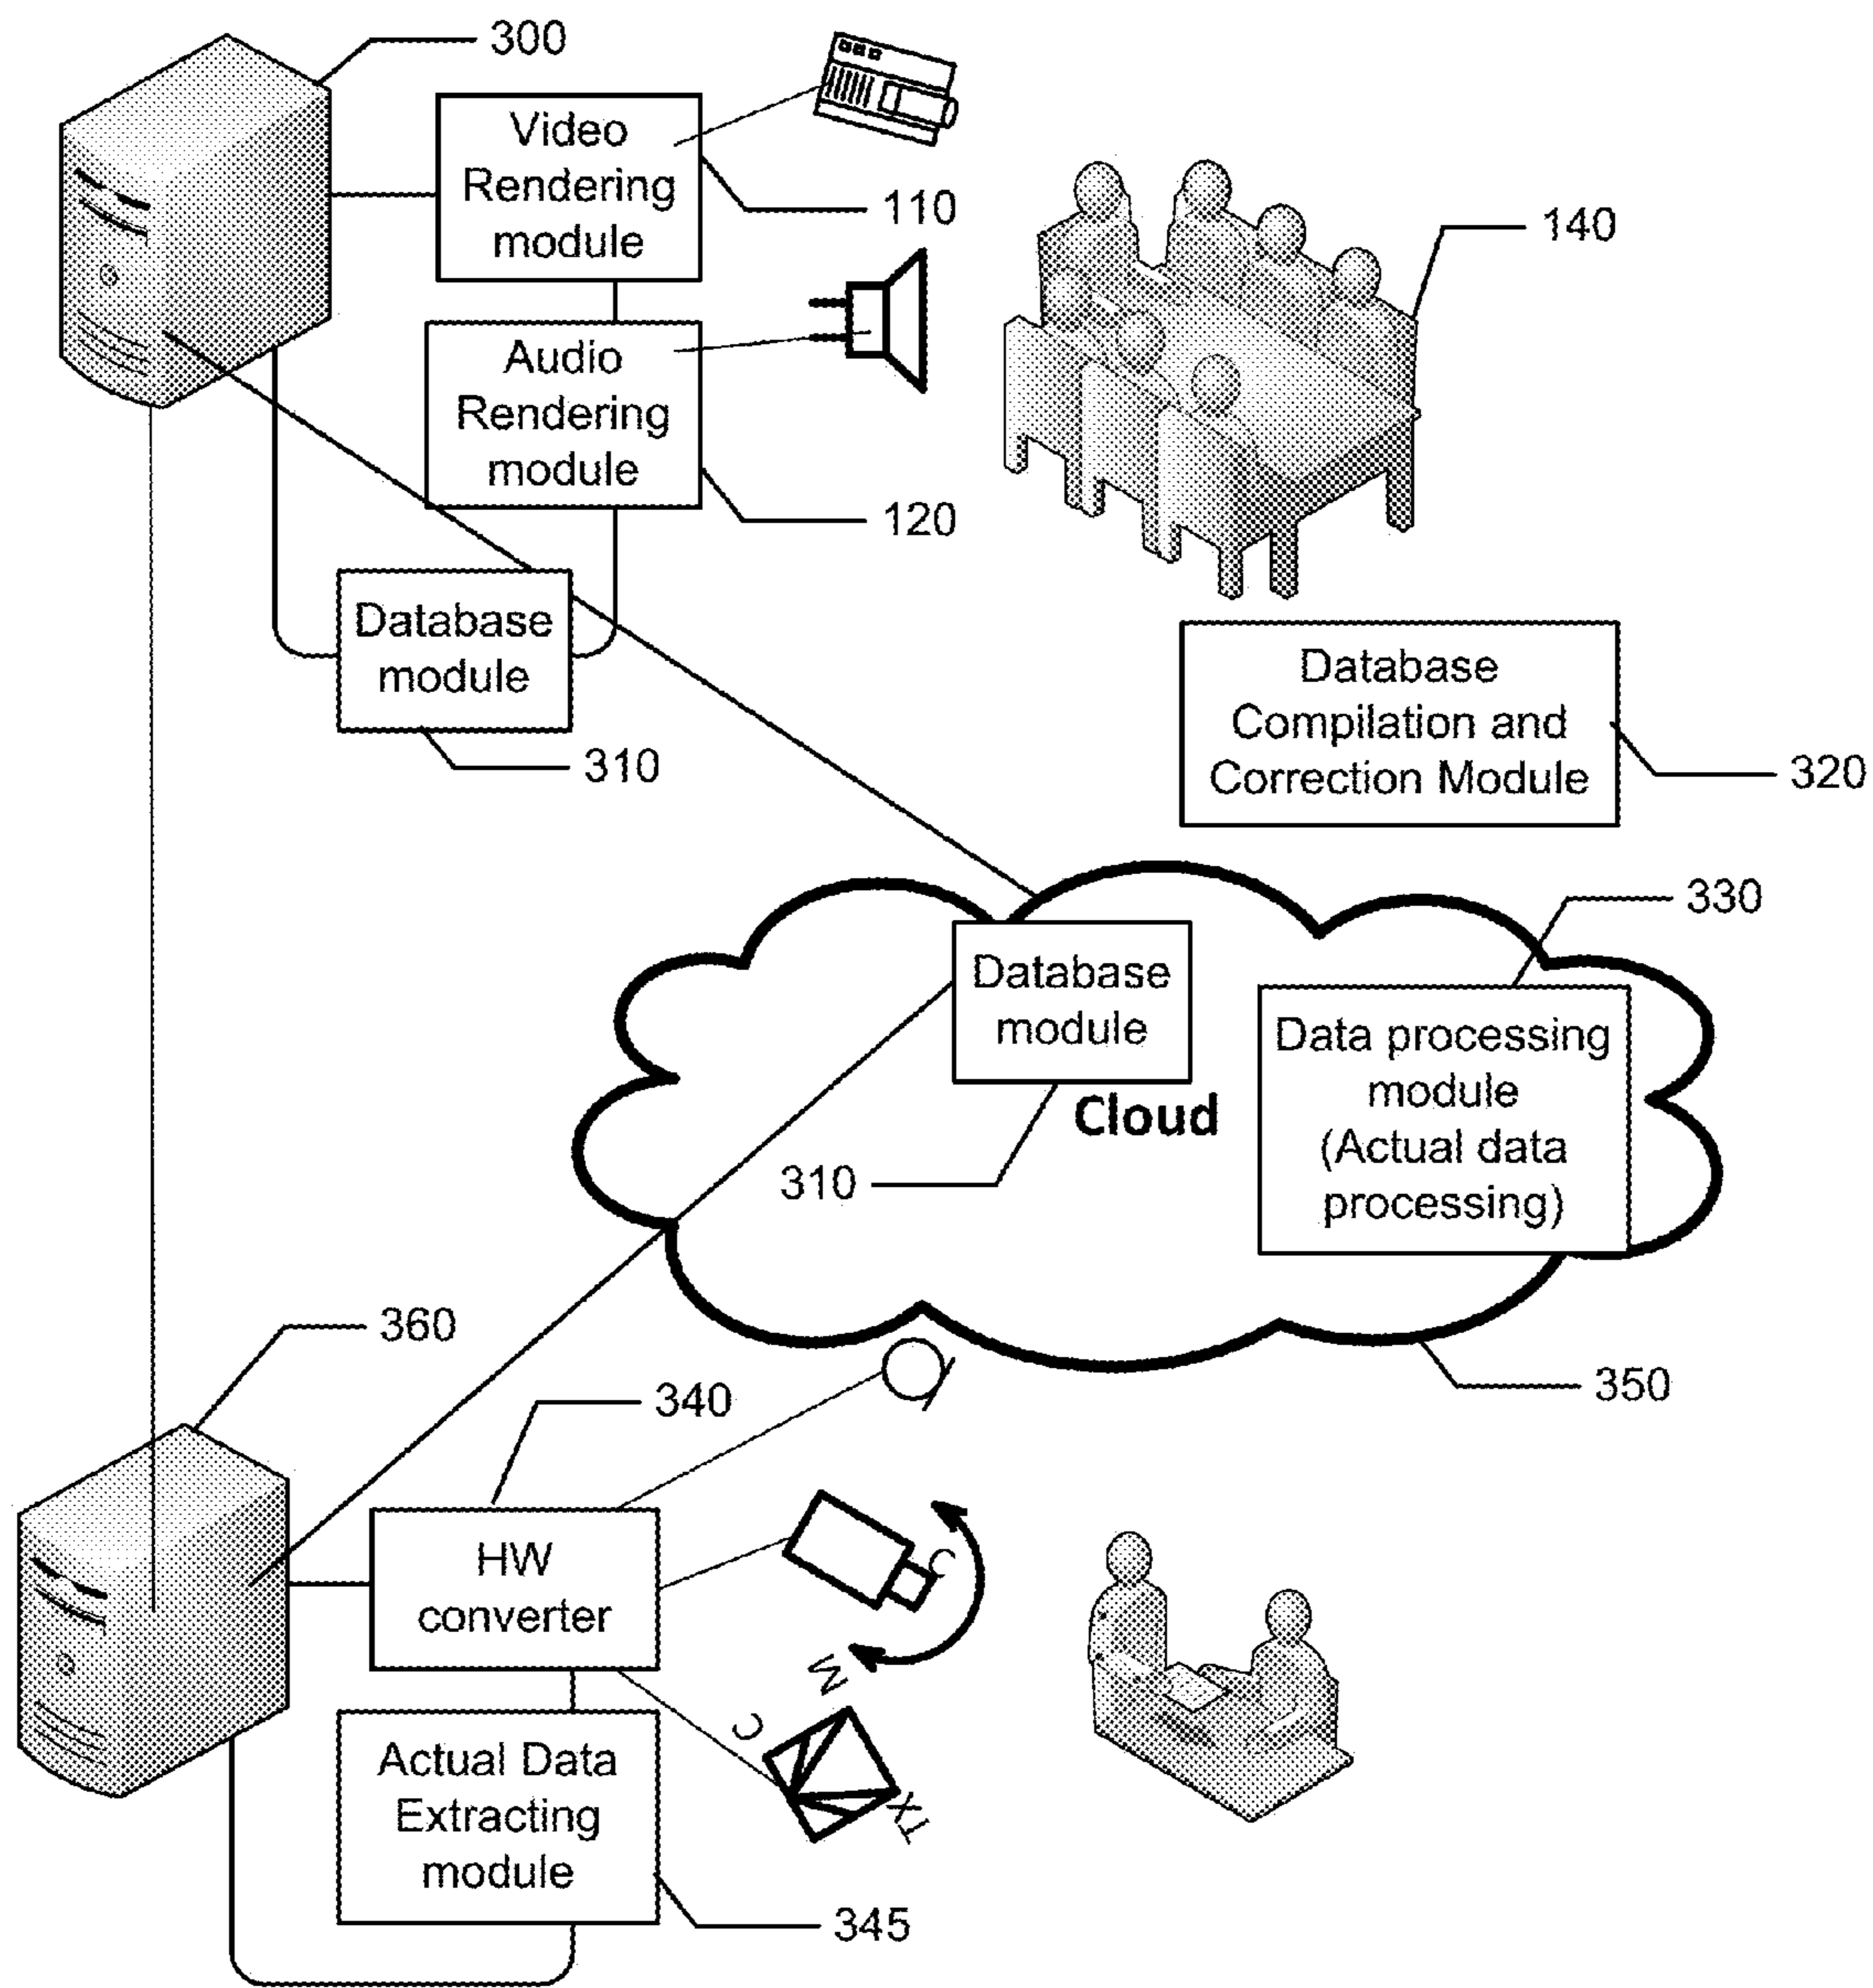 300
Video
Rendering
module
110
140
Audio
Rendering
module
120
Database
module
310
Database
Compilation and
Correction Module
320
330
Database
module
Data processing
module
(Actual data
processing)
Cloud
310
360
340
350
HW
converter
C
M
C
TX
Actual Data
Extracting
module
345